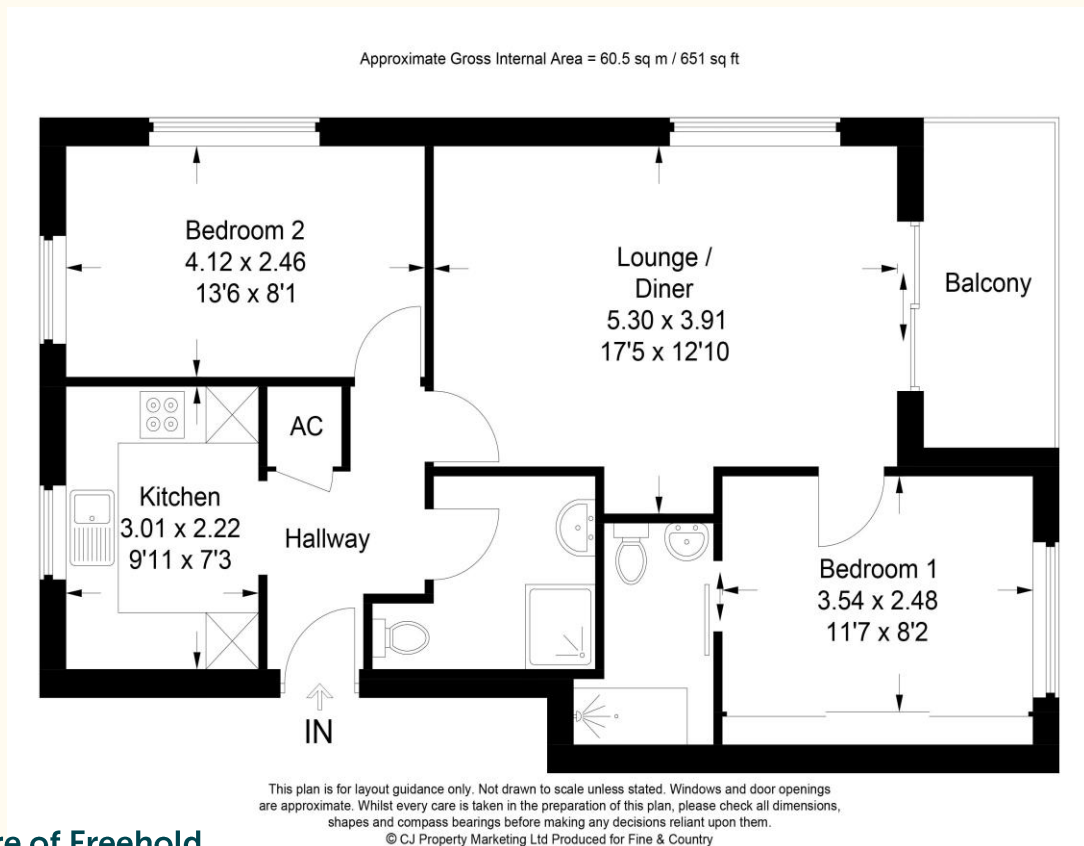 Approximate Gross Internal Area = 60.5 sq m / 651 sq ft
Bedroom 2
4.12 x 2.46
13'6 x 8'1
Lounge /
Diner
5.30 x 3.91
17'5 x 12'10
Balcony
AC
Kitchen
3.01 x 2.22
9'11 x 7'3
Hallway
Bedroom 1
3.54 x 2.48
11'7 x 8'2
IN
This plan is for layout guidance only. Not drawn to scale unless stated. Windows and door openings
are approximate. Whilst every care is taken in the preparation of this plan, please check all dimensions,
shapes and compass bearings before making any decisions reliant upon them.
© CJ Property Marketing Ltd Produced for Fine & Country
of Freehold